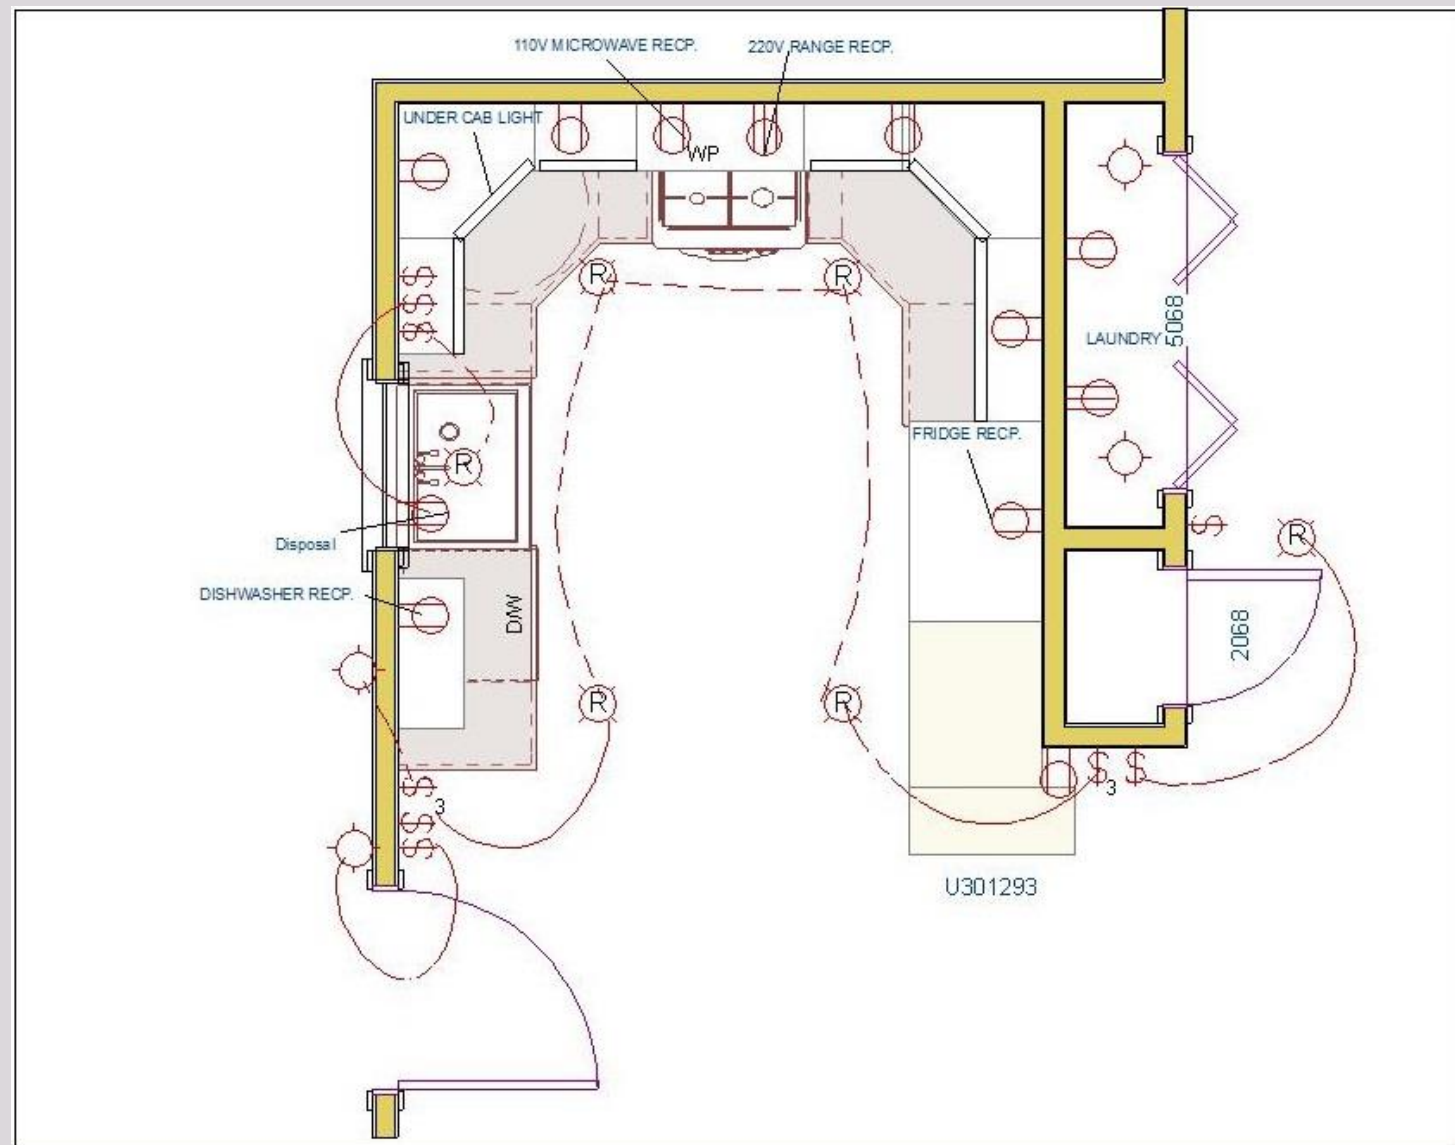 110V MICROWAVE RECP.
220V RANGE RECP.
UNDER CAB LIGHT
WP
$
$
$
R
R
5068
LAUNDRY
FRIDGE RECP.
R
Disposal
$
R
DISHWASHER RECP.
D/W
2068
R
R
$
3
$
$
$
3
$
U301293